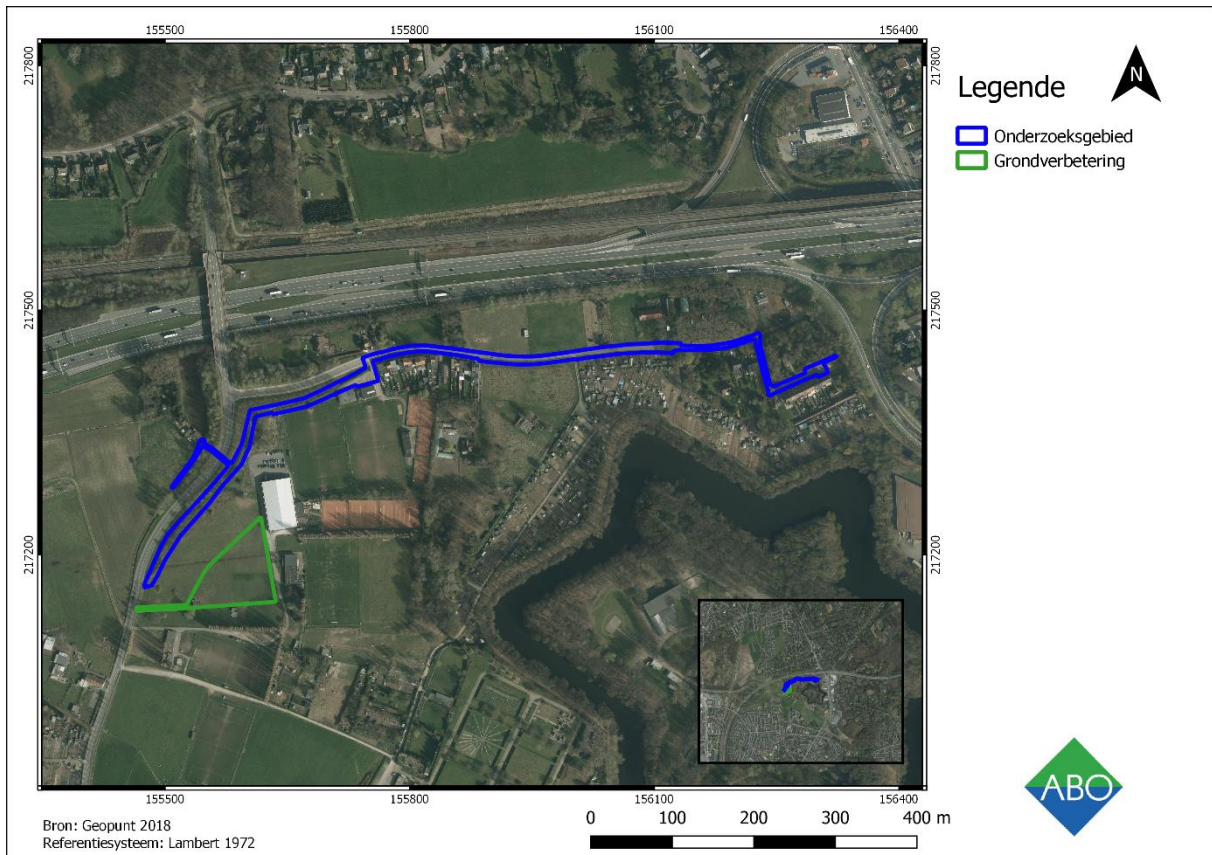 155500 155800 156100 156400
217800 217800
217500 217500
217200 217200
155500 155800 156100 156400
Legende
N
Onderzoeksgebied
Grondverbetering
Bron: Geopunt 2018
Referentiesysteem: Lambert 1972
0 100 200 300 400 m
ABO